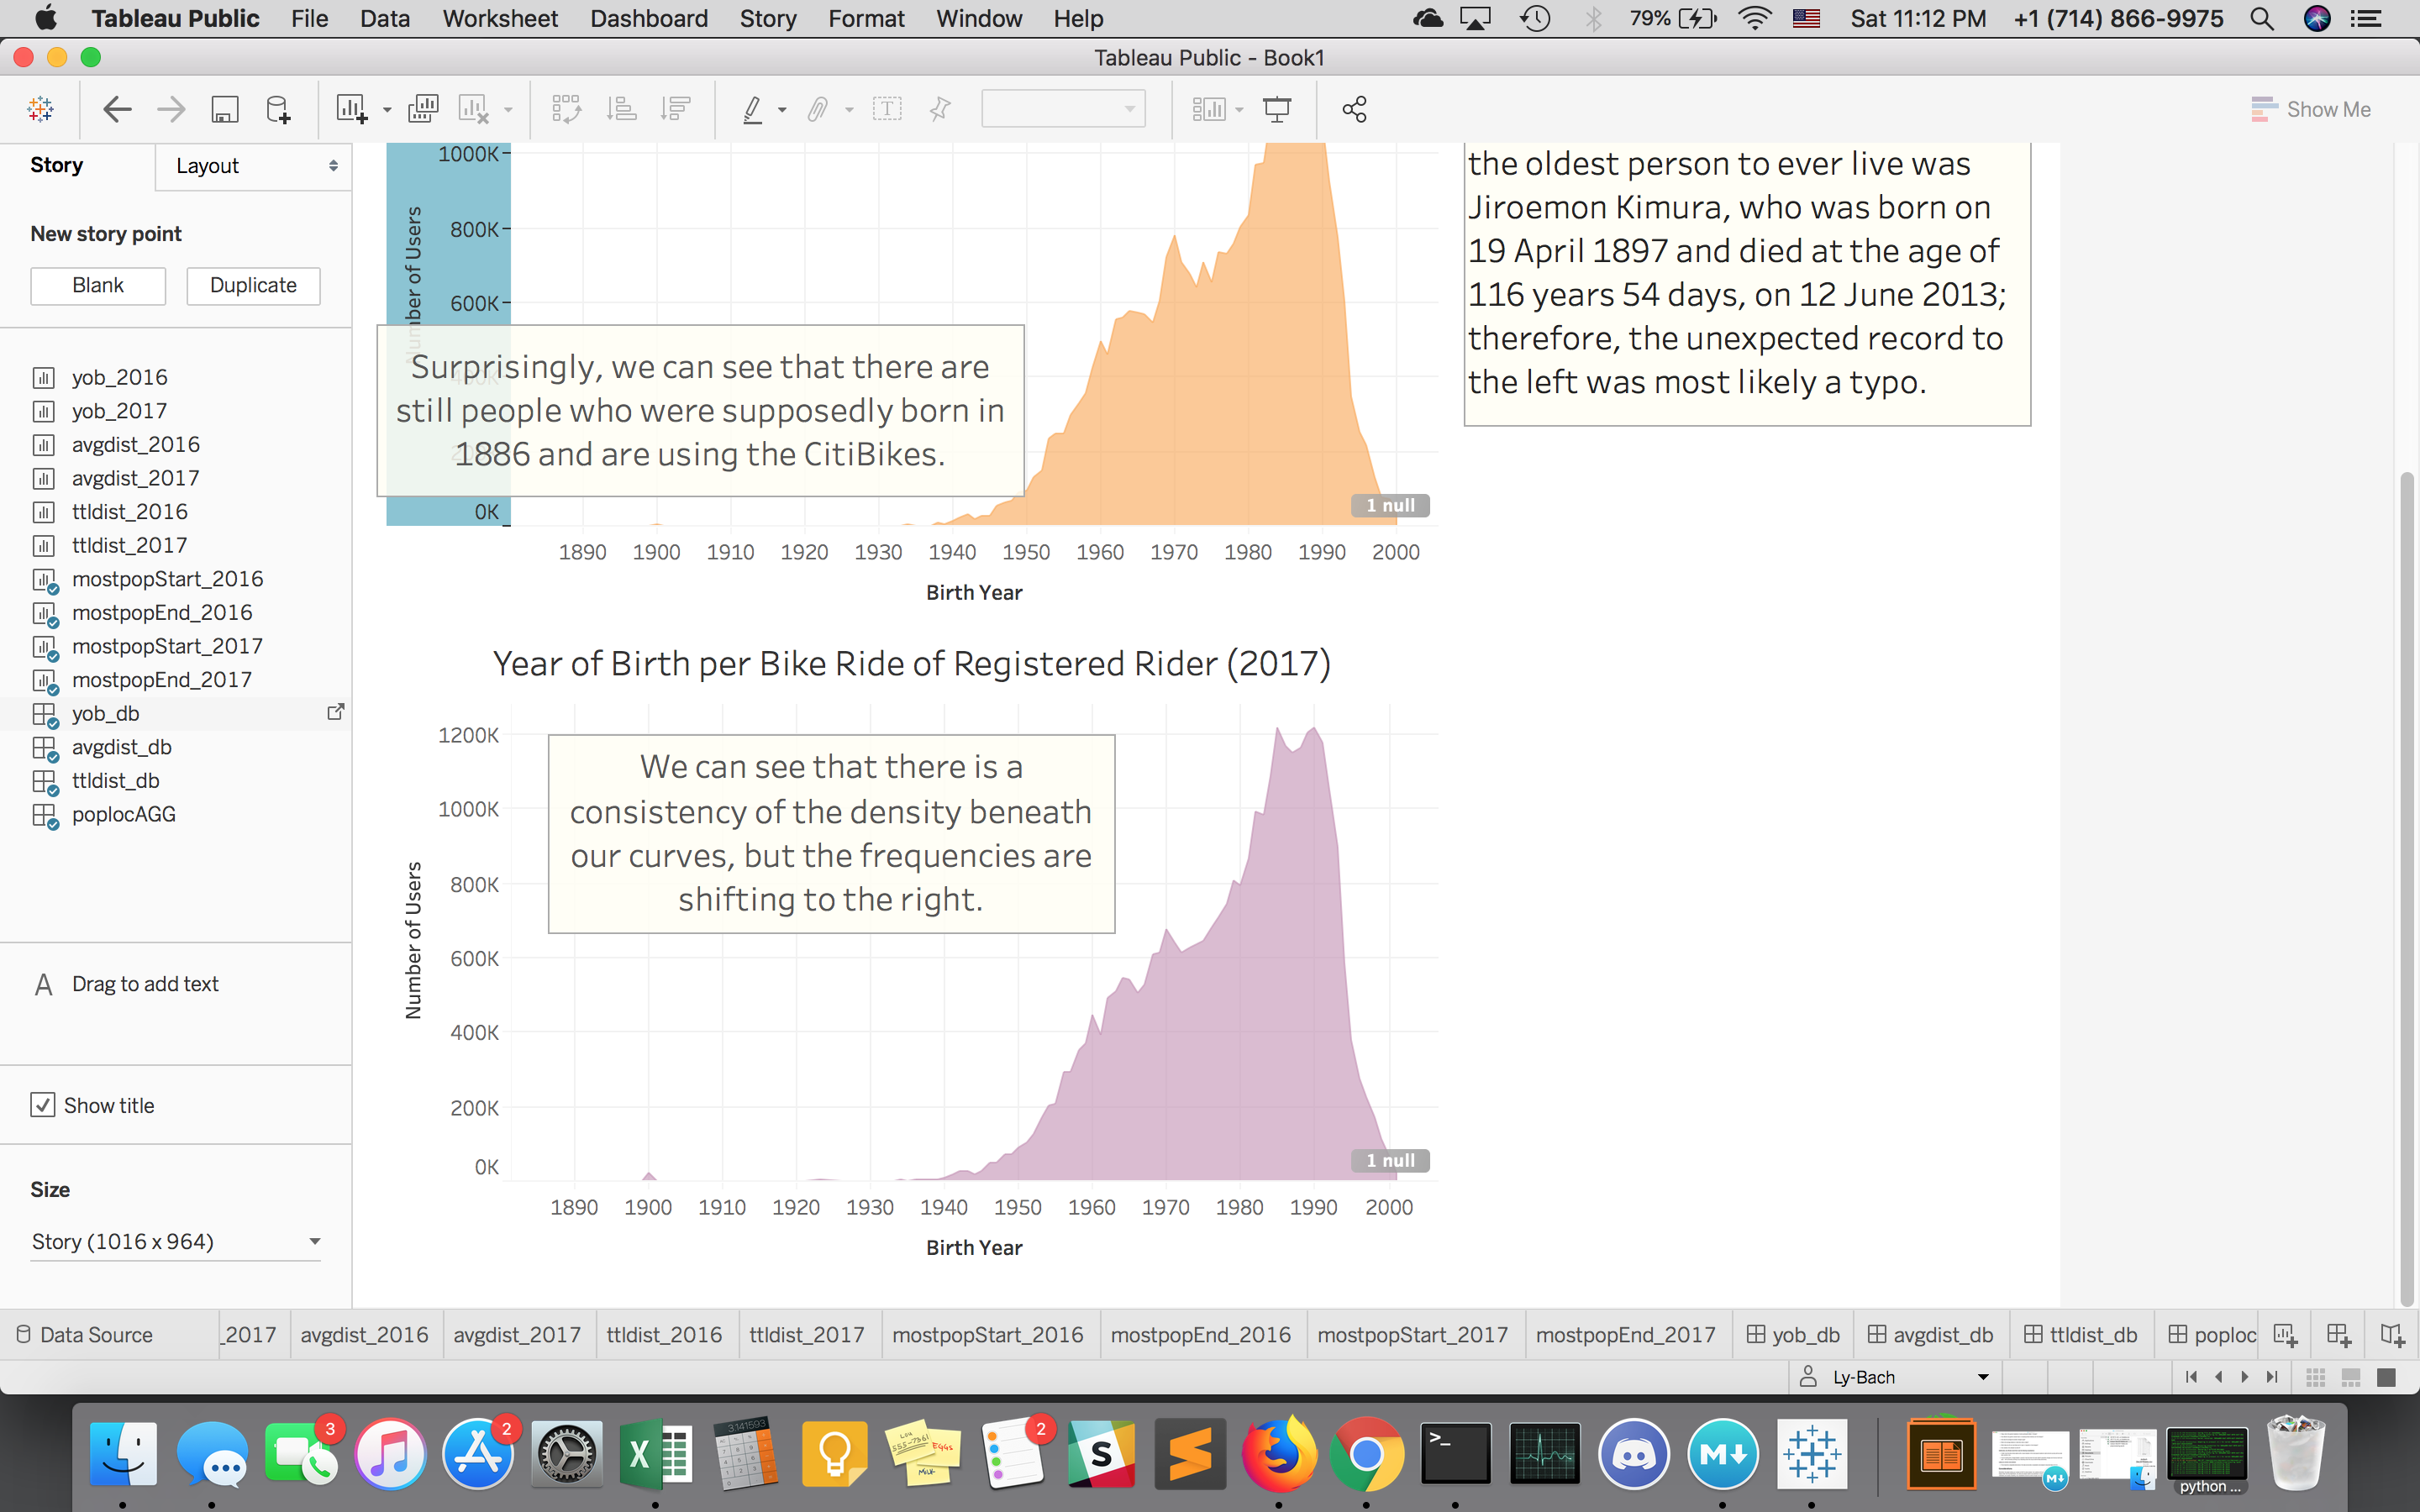 Tableau Public File Data Worksheet Dashboard Story Format Window Help 79% Sat 11:12 PM +1 (714) 866-9975
Tableau Public - Book1
Show Me
Story Layout
New story point
Blank Duplicate
yob_2016
yob_2017
avgdist_2016
avgdist_2017
ttldist_2016
ttldist_2017
mostpopStart_2016
mostpopEnd_2016
mostpopStart_2017
mostpopEnd_2017
yob_db
avgdist_db
ttldist_db
poplocAGG
A Drag to add text
Show title
Size
Story (1016 x 964)
1000K
800K
600K
0K
Number of Users
Surprisingly, we can see that there are
still people who were supposedly born in
1886 and are using the CitiBikes.
1 null
1890 1900 1910 1920 1930 1940 1950 1960 1970 1980 1990 2000
Birth Year
the oldest person to ever live was
Jiroemon Kimura, who was born on
19 April 1897 and died at the age of
116 years 54 days, on 12 June 2013;
therefore, the unexpected record to
the left was most likely a typo.
Year of Birth per Bike Ride of Registered Rider (2017)
1200K
1000K
800K
600K
400K
200K
0K
Number of Users
We can see that there is a
consistency of the density beneath
our curves, but the frequencies are
shifting to the right.
1 null
1890 1900 1910 1920 1930 1940 1950 1960 1970 1980 1990 2000
Birth Year
Data Source _2017 avgdist_2016 avgdist_2017 ttldist_2016 ttldist_2017 mostpopStart_2016 mostpopEnd_2016 mostpopStart_2017 mostpopEnd_2017 yob_db avgdist_db ttldist_db poploc
Ly-Bach
3
2
2
3.141593
X
S
>_
M
python ...